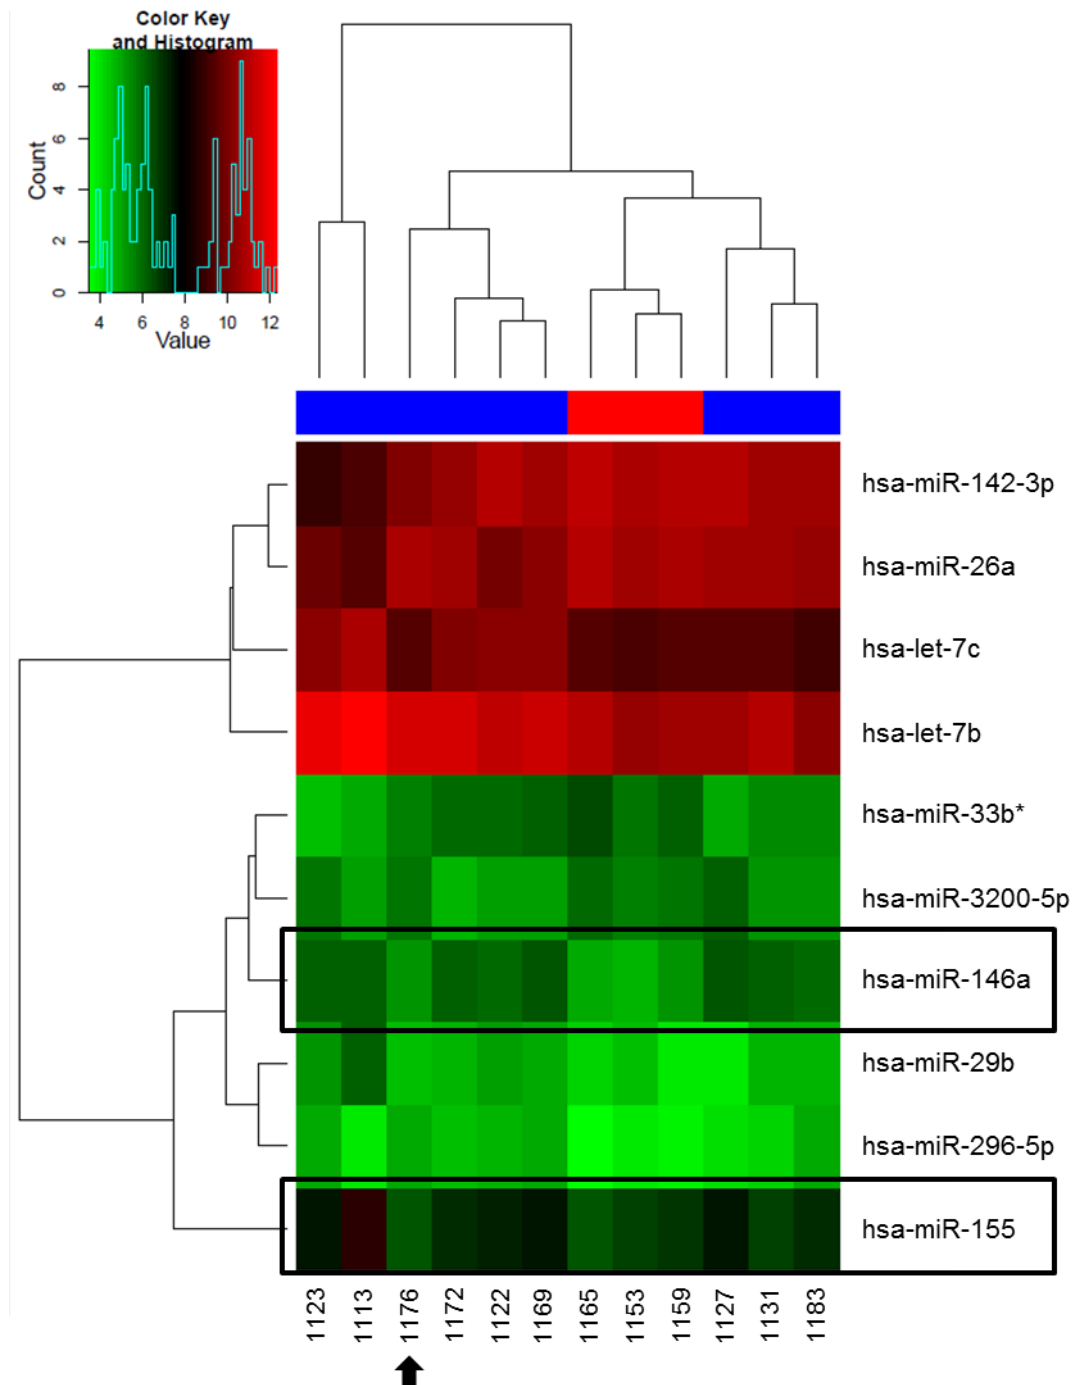 Color Key
and Histogram
Count
8
6
4
2
0
4 6 8 10 12
Value
hsa-miR-142-3p
hsa-miR-26a
hsa-let-7c
hsa-let-7b
hsa-miR-33b*
hsa-miR-3200-5p
hsa-miR-146a
hsa-miR-29b
hsa-miR-296-5p
hsa-miR-155
1123 1113 1176 1172 1122 1169 1165 1153 1159 1127 1131 1183